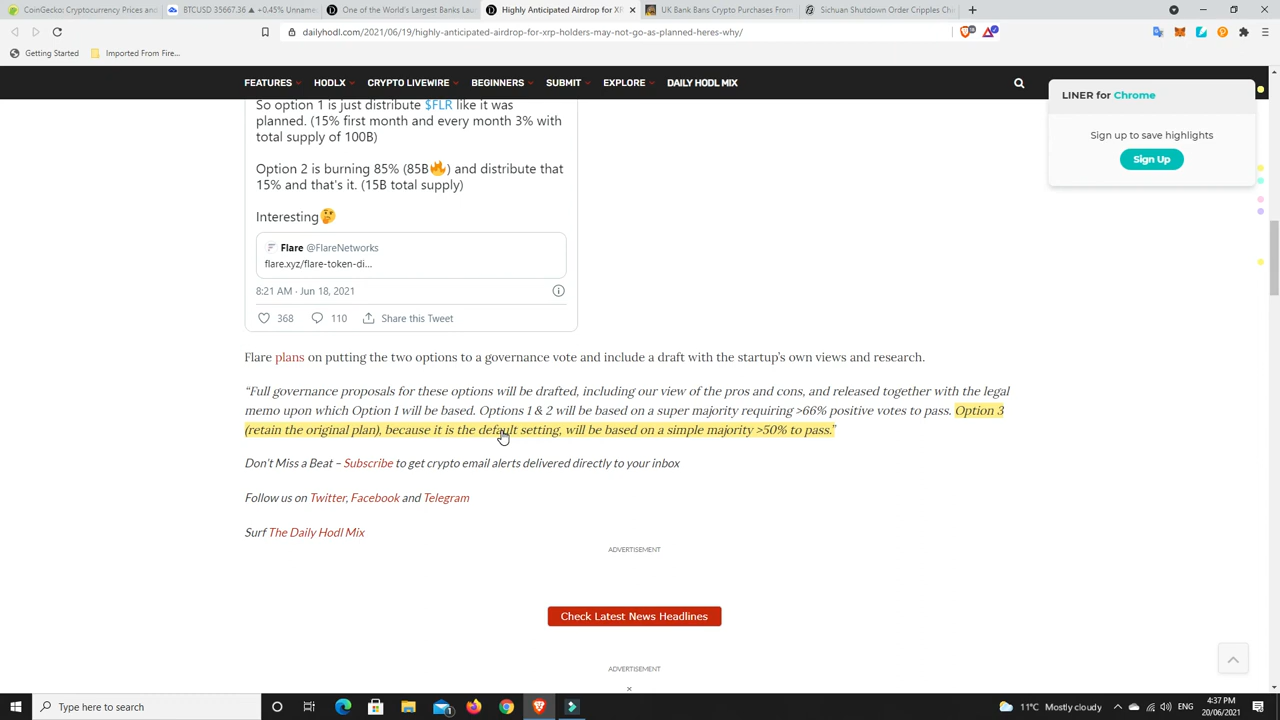 CoinGecko: Cryptocurrency Prices and
BTCUSD 35667.36 ▲ +0.45% Unname
One of the World's Largest Banks Lau
Highly Anticipated Airdrop for XR
UK Bank Bans Crypto Purchases From
Sichuan Shutdown Order Cripples Ch
dailyhodl.com/2021/06/19/highly-anticipated-airdrop-for-xrp-holders-may-not-go-as-planned-heres-why/
Getting Started
Imported From Fire...
FEATURES
HODLX
CRYPTO LIVEWIRE
BEGINNERS
SUBMIT
EXPLORE
DAILY HODL MIX
LINER for Chrome
Sign up to save highlights
Sign Up
So option 1 is just distribute $FLR like it was
planned. (15% first month and every month 3% with
total supply of 100B)
Option 2 is burning 85% (85B🔥) and distribute that
15% and that's it. (15B total supply)
Interesting🤔
Flare @FlareNetworks
flare.xyz/flare-token-di...
8:21 AM · Jun 18, 2021
368
110
Share this Tweet
Flare plans on putting the two options to a governance vote and include a draft with the startup's own views and research.
“Full governance proposals for these options will be drafted, including our view of the pros and cons, and released together with the legal
memo upon which Option 1 will be based. Options 1 & 2 will be based on a super majority requiring >66% positive votes to pass. Option 3
(retain the original plan), because it is the default setting, will be based on a simple majority >50% to pass.”
Don't Miss a Beat – Subscribe to get crypto email alerts delivered directly to your inbox
Follow us on Twitter, Facebook and Telegram
Surf The Daily Hodl Mix
ADVERTISEMENT
Check Latest News Headlines
ADVERTISEMENT
Type here to search
11°C Mostly cloudy
ENG
4:37 PM
20/06/2021